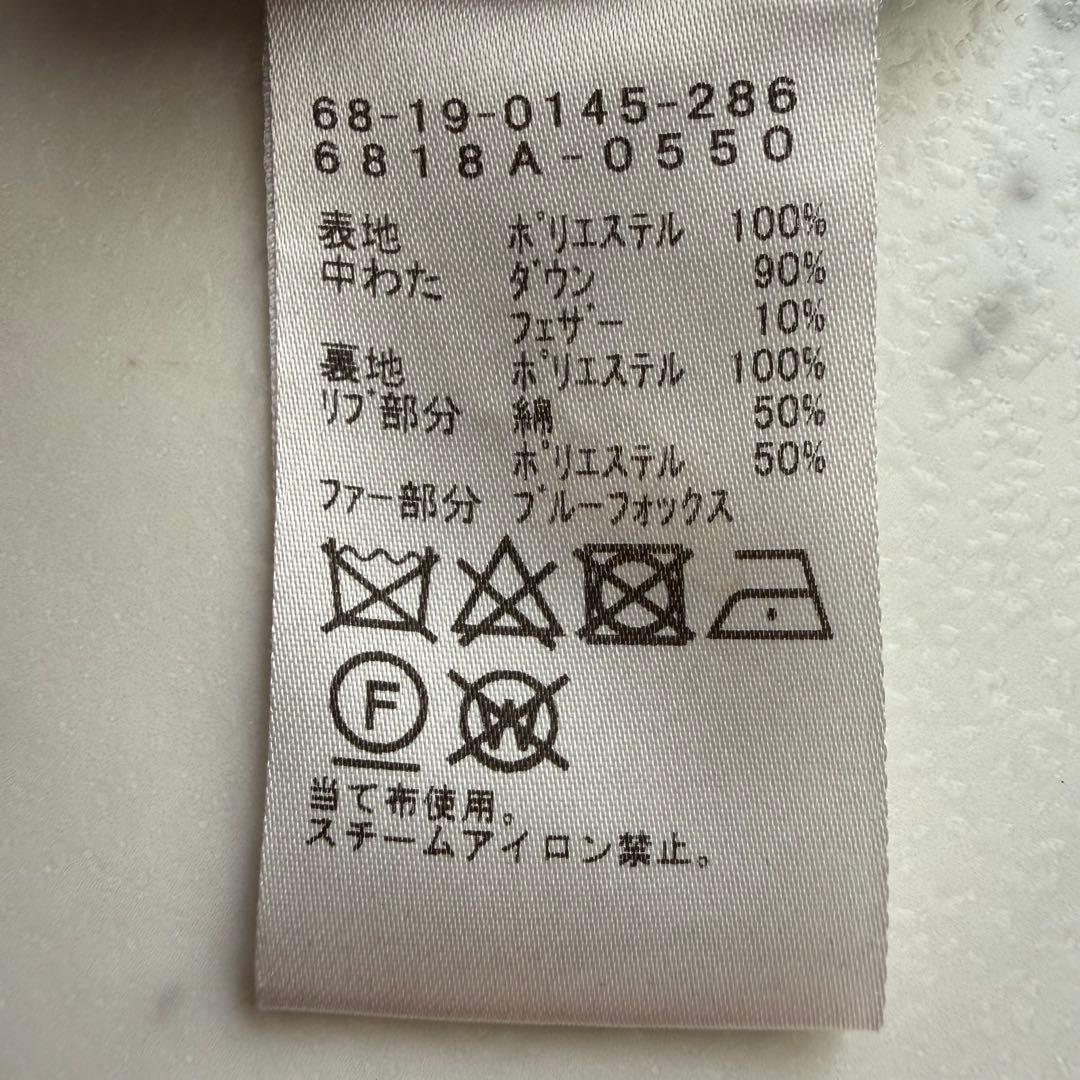 68-19-0145-286
6818A-0550
表地 ポリエステル 100%
中わた ダウン 90%
フェザー 10%
裏地 ポリエステル 100%
リブ部分 綿 50%
ポリエステル 50%
ファー部分 ブルーフォックス
F W
当て布使用。
スチームアイロン禁止。